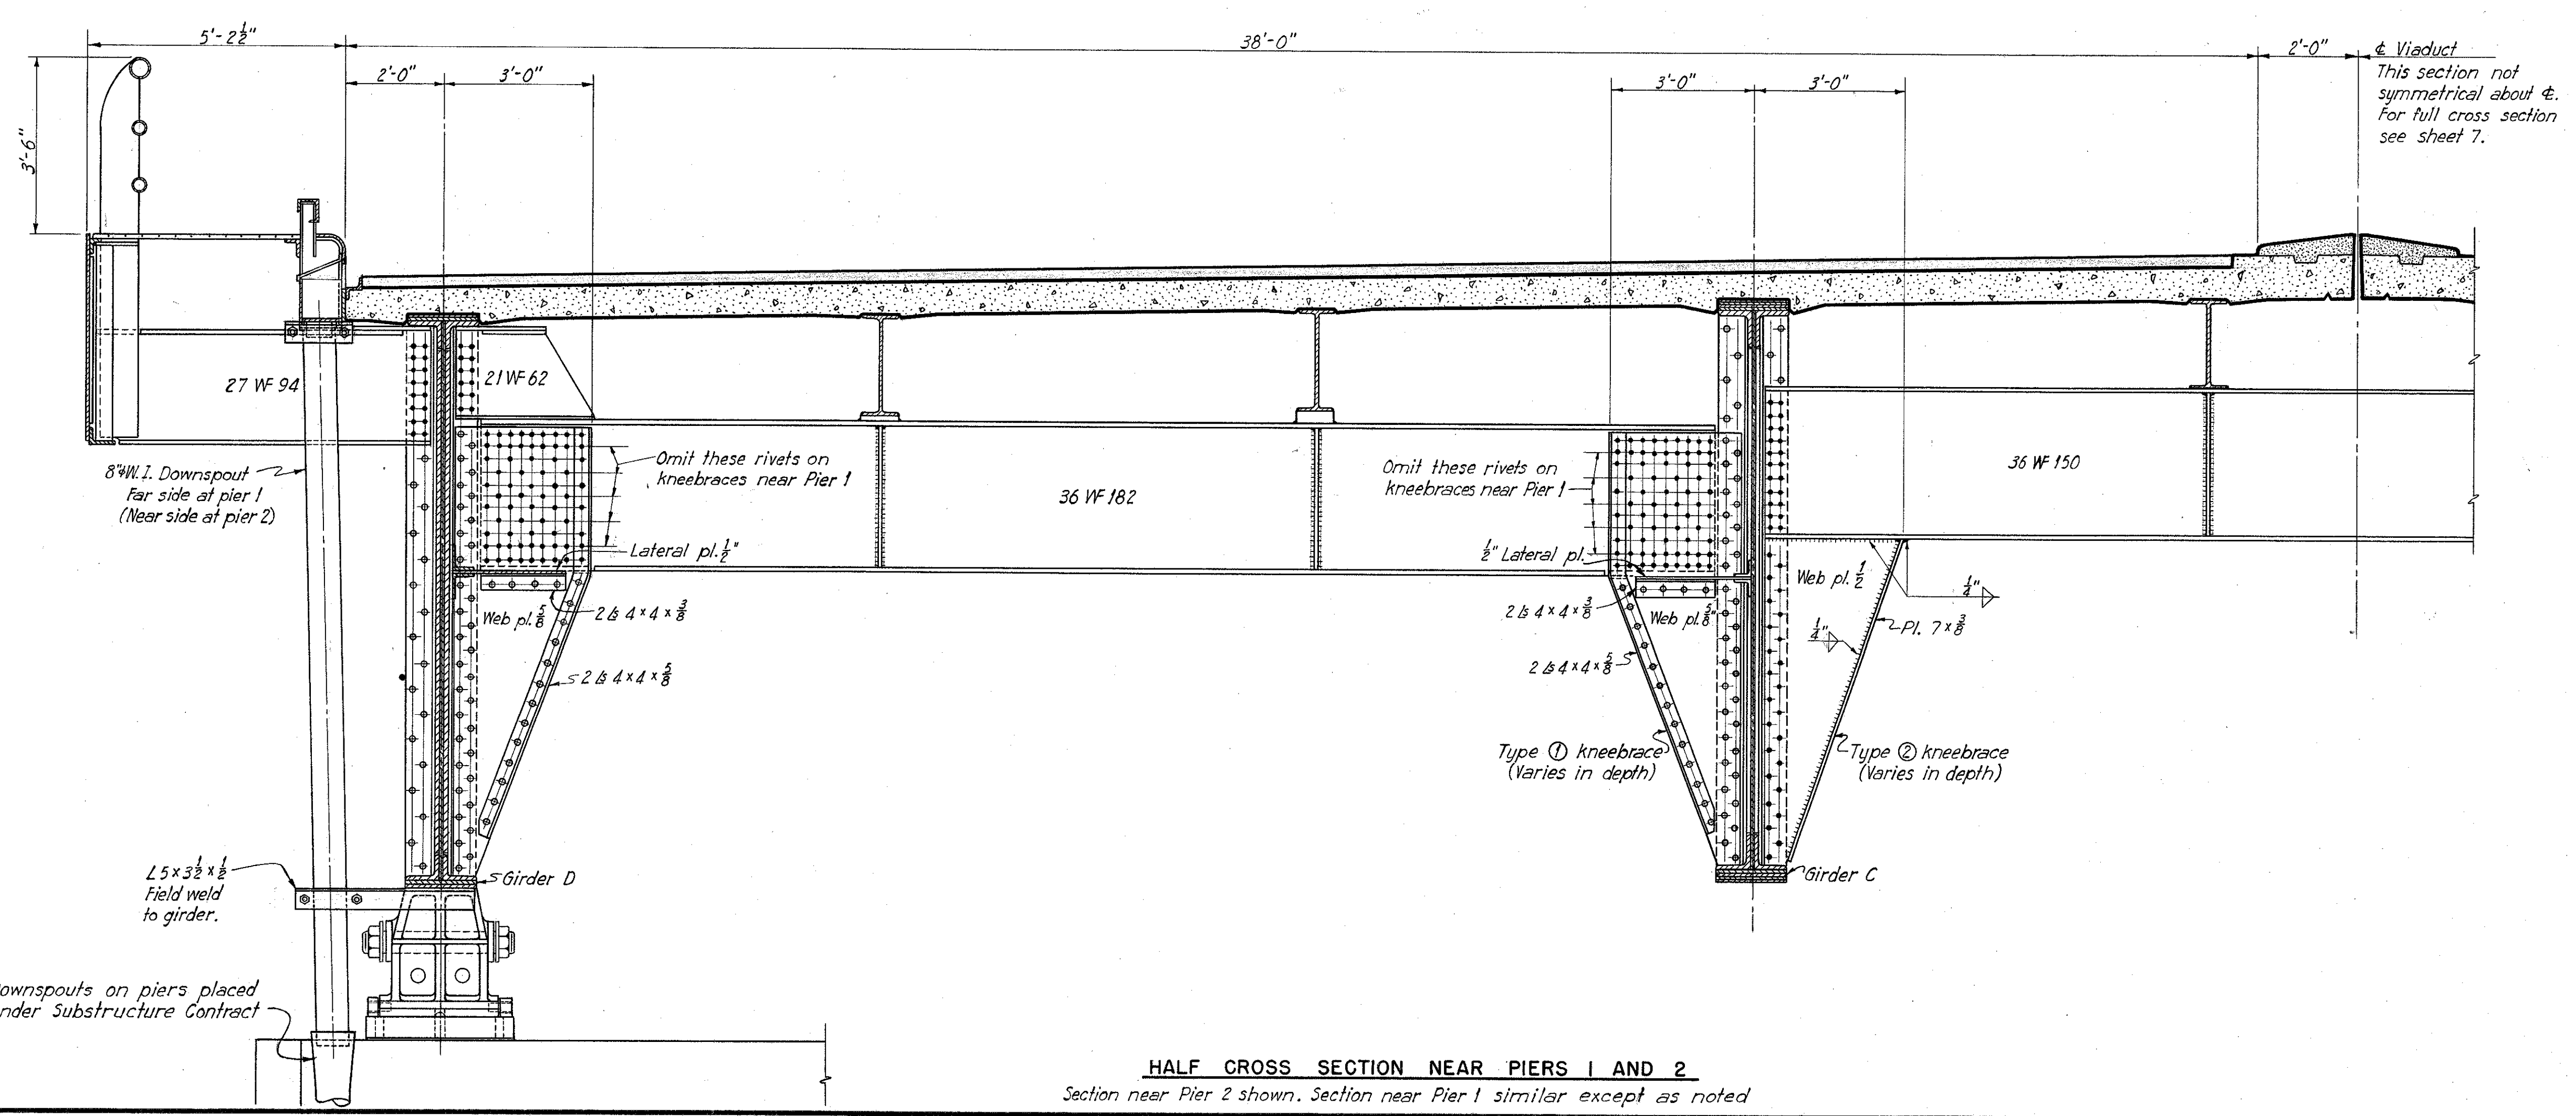 5'-2½"
38'-0"
2'-0"
℄ Viaduct
This section not
symmetrical about ℄.
For full cross section
see sheet 7.
2'-0"
3'-0"
3'-0"
3'-0"
3'-6"
27 WF 94
21 WF 62
8"φ W.I. Downspout
Far side at pier 1
(Near side at pier 2)
Omit these rivets on
kneebraces near Pier 1
36 WF 182
Omit these rivets on
kneebraces near Pier 1
36 WF 150
Lateral pl. ½"
½" Lateral pl.
Web pl. ⅝
2 Ls 4 x 4 x ⅜
2 Ls 4 x 4 x ⅝
2 Ls 4 x 4 x ⅜
Web pl. ⅝"
2 Ls 4 x 4 x ⅝
Web pl. ½
¼"
¼"
Pl. 7 x ⅜
Type ① kneebrace
(Varies in depth)
Type ② kneebrace
(Varies in depth)
L 5 x 3½ x ½
Field weld
to girder.
Girder D
Girder C
ownspouts on piers placed
nder Substructure Contract
HALF CROSS SECTION NEAR PIERS 1 AND 2
Section near Pier 2 shown. Section near Pier 1 similar except as noted